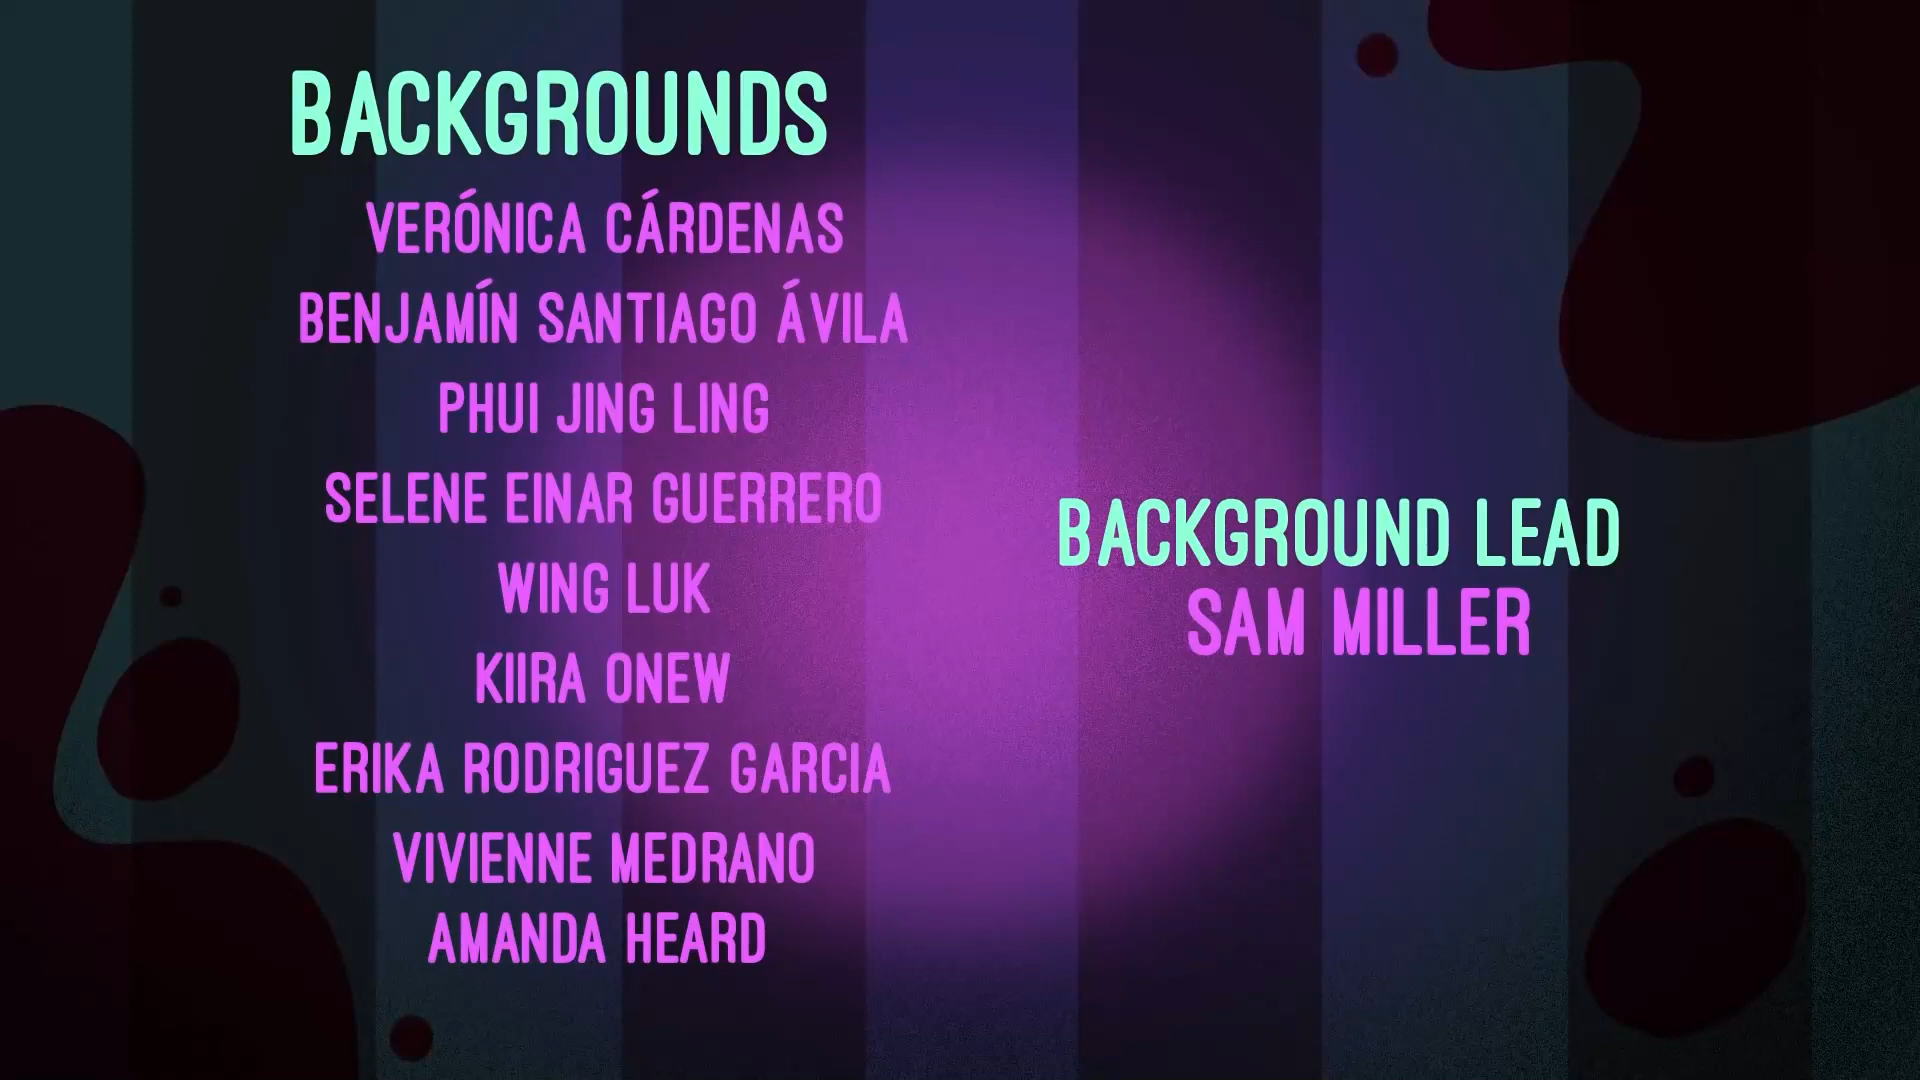 BACKGROUNDS
VERÓNICA CÁRDENAS
BENJAMÍN SANTIAGO ÁVILA
PHUI JING LING
SELENE EINAR GUERRERO
WING LUK
KIIRA ONEW
ERIKA RODRIGUEZ GARCIA
VIVIENNE MEDRANO
AMANDA HEARD
BACKGROUND LEAD
SAM MILLER